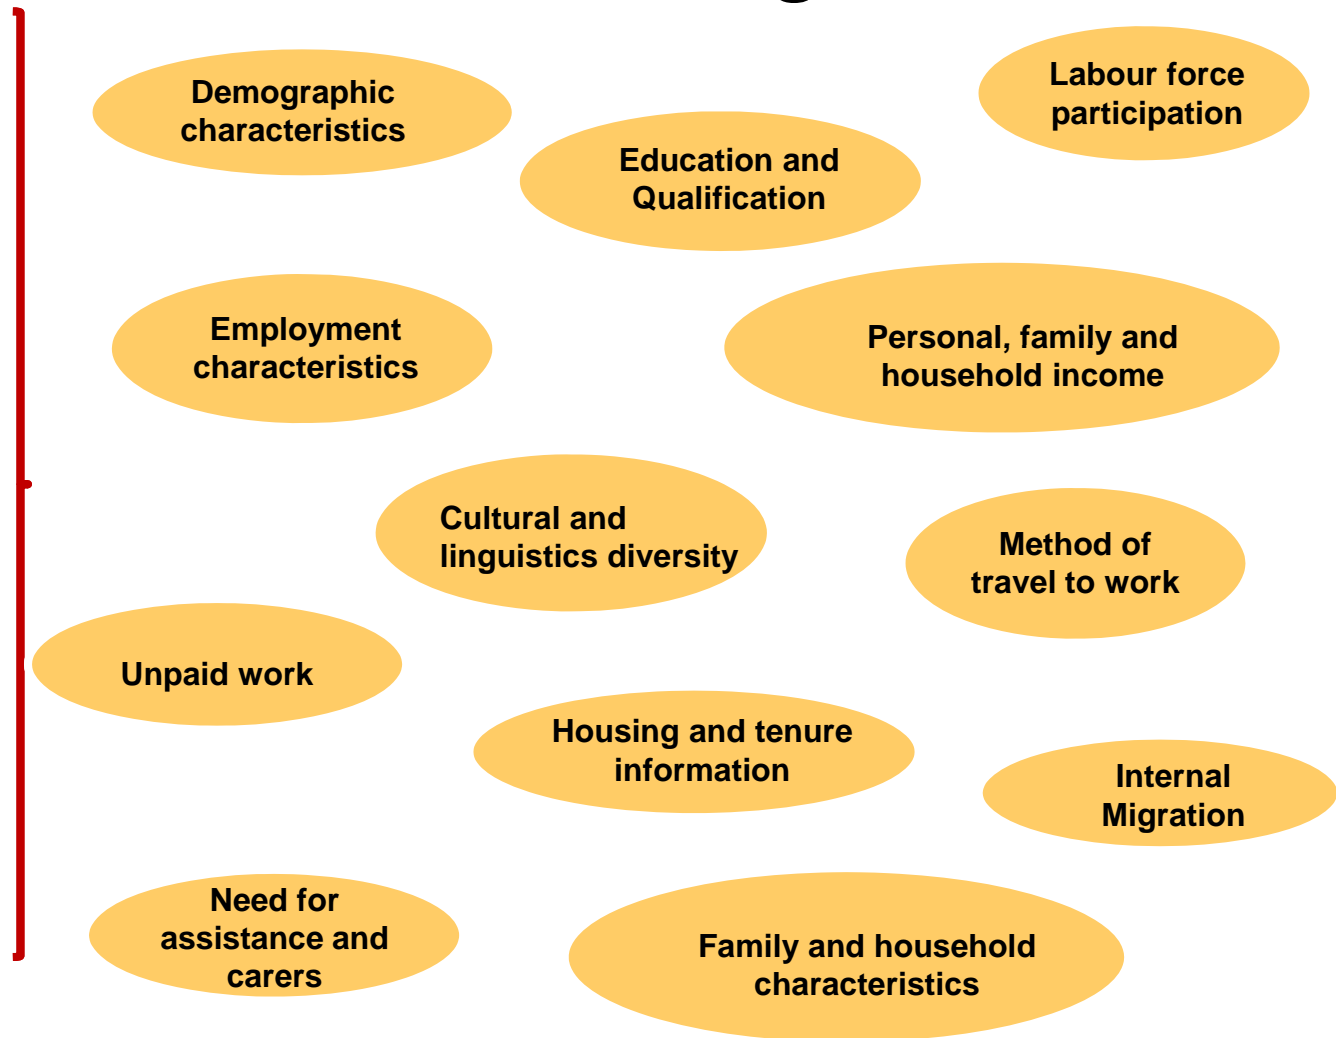 Demographic
characteristics
Labour force
participation
Education and
Qualification
Employment
characteristics
Personal, family and
household income
Cultural and
linguistics diversity
Method of
travel to work
Unpaid work
Housing and tenure
information
Internal
Migration
Need for
assistance and
carers
Family and household
characteristics